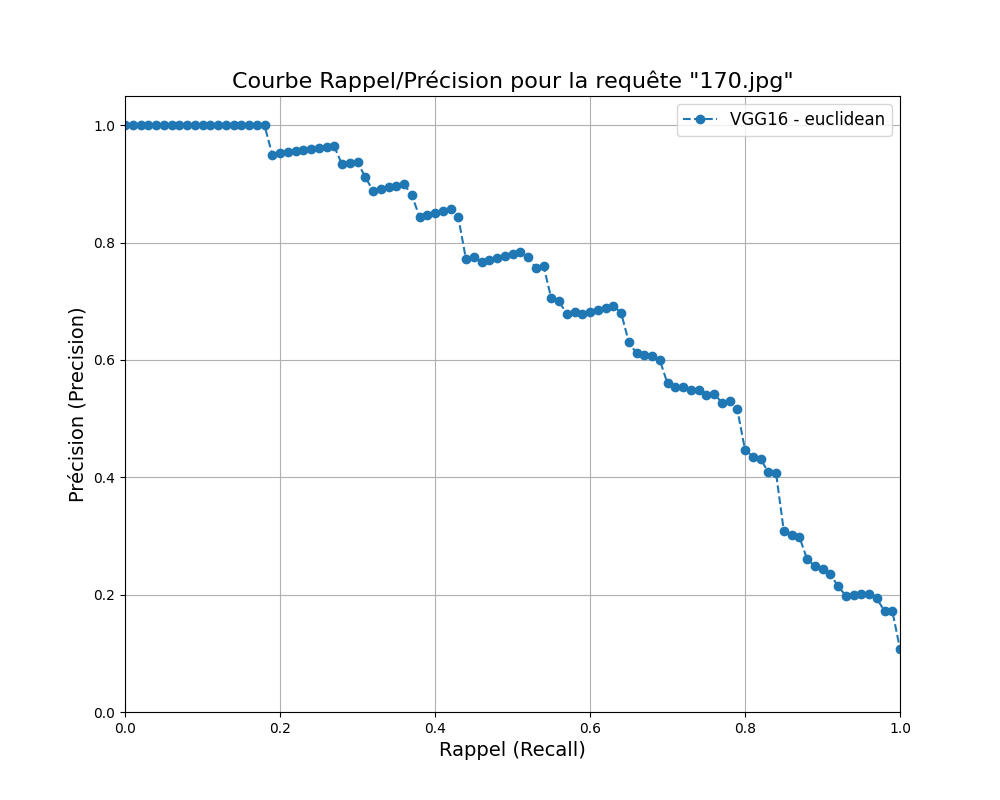 Courbe Rappel/Précision pour la requête "170.jpg"
VGG16 - euclidean
1.0
0.8
0.6
0.4
0.2
0.0
Précision (Precision)
0.0 0.2 0.4 0.6 0.8 1.0
Rappel (Recall)